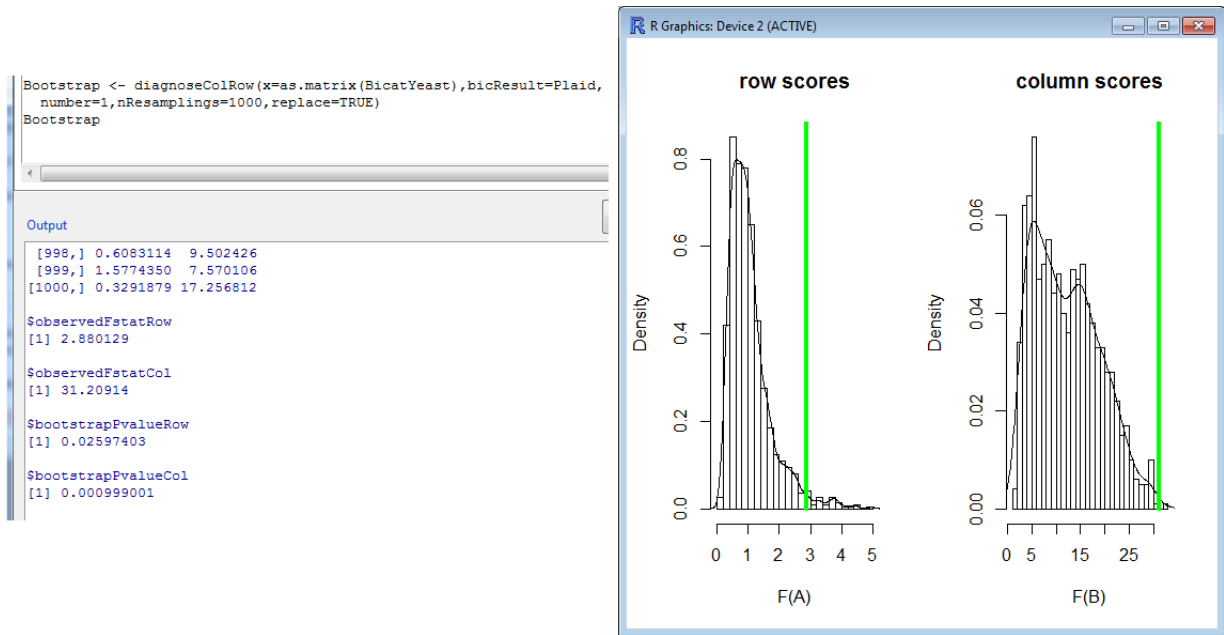 Bootstrap <- diagnoseColRow(x=as.matrix(BicatYeast),bicResult=Plaid,
number=1,nResamplings=1000,replace=TRUE)
Bootstrap
Output
[998,] 0.6083114 9.502426
[999,] 1.5774350 7.570106
[1000,] 0.3291879 17.256812
$observedFstatRow
[1] 2.880129
$observedFstatCol
[1] 31.20914
$bootstrapPvalueRow
[1] 0.02597403
$bootstrapPvalueCol
[1] 0.000999001
R Graphics: Device 2 (ACTIVE)
row scores
Density
0.8
0.6
0.4
0.2
0.0
0 1 2 3 4 5
F(A)
column scores
Density
0.06
0.04
0.02
0.00
0 5 15 25
F(B)